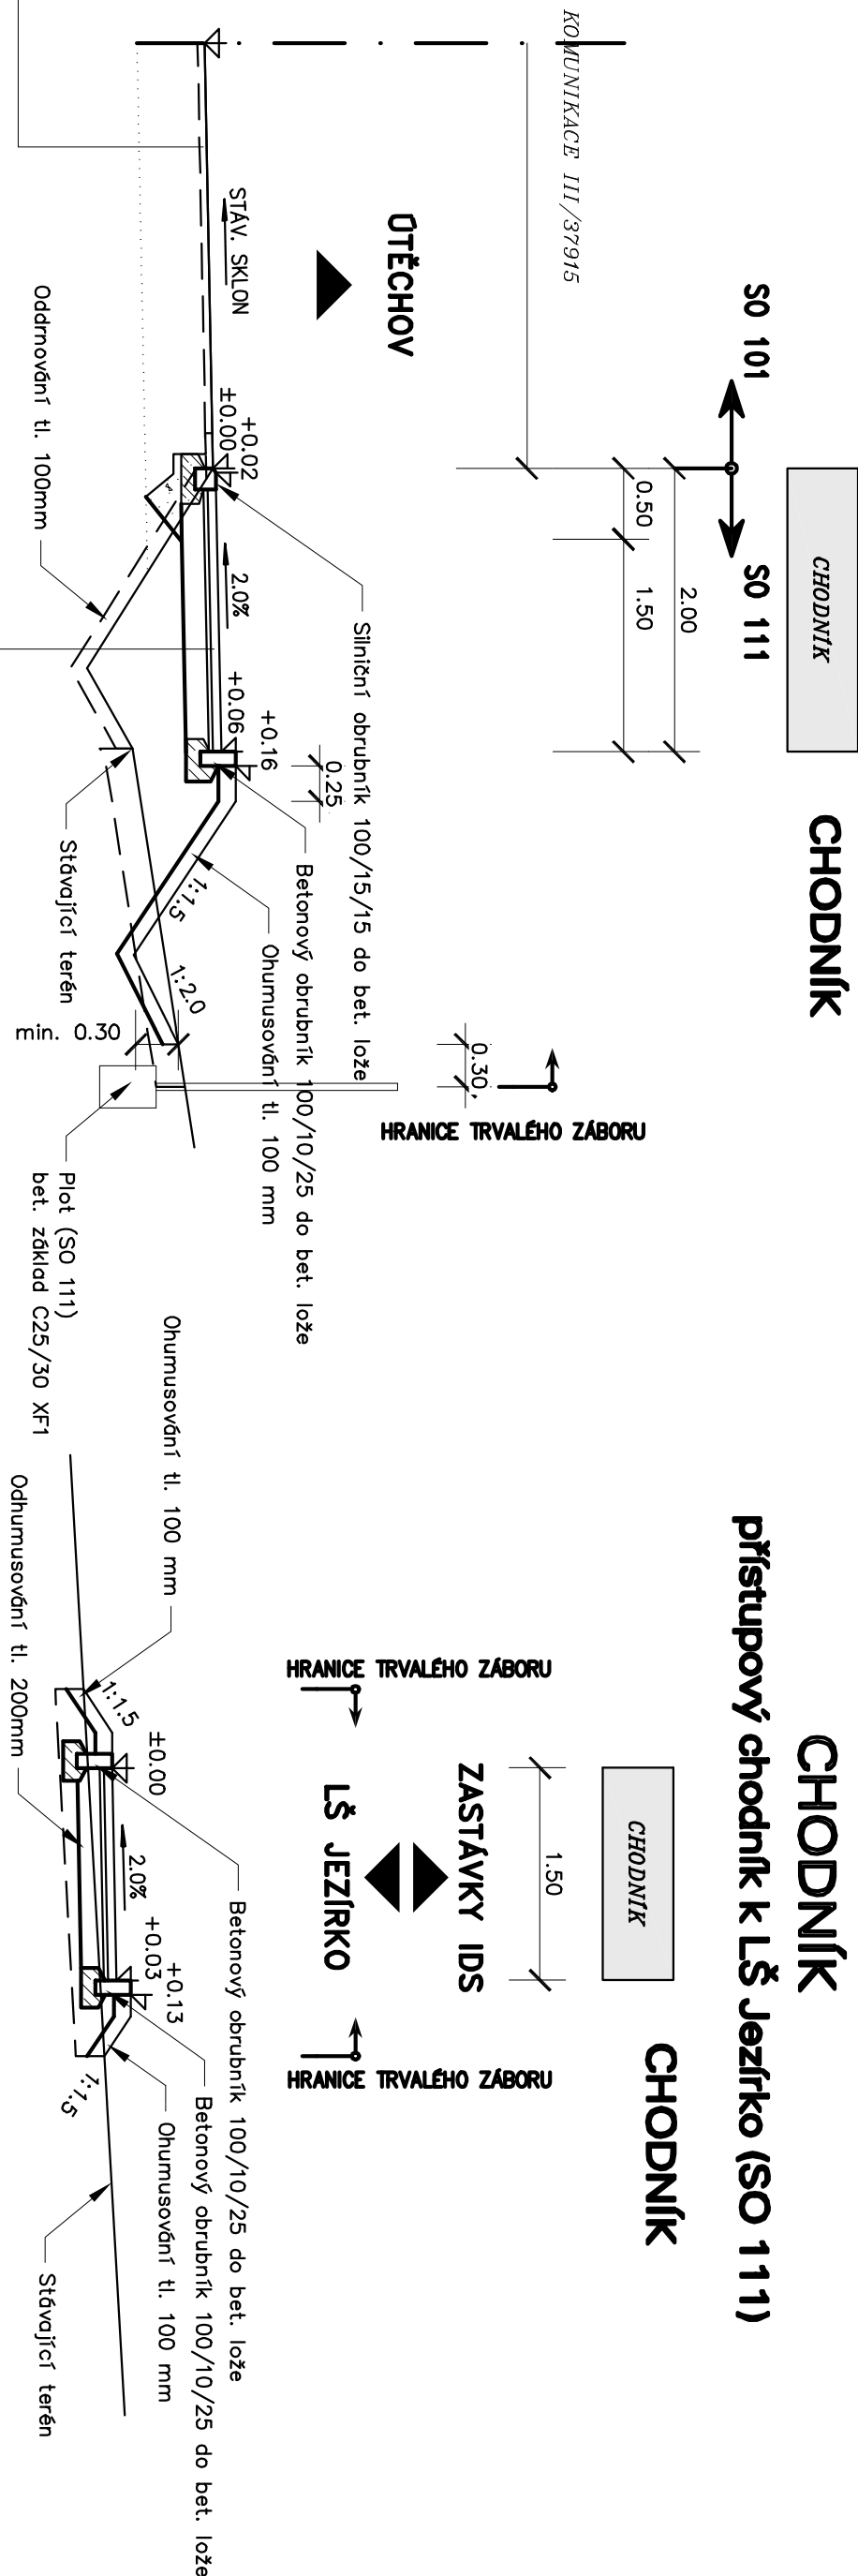 CHODNÍK
SO 101
SO 111
CHODNÍK
2.00
0.50
1.50
KOMUNIKACE III/37915
ÚTĚCHOV
STÁV. SKLON
+0.02
±0.00
2.0%
+0.16
+0.06
0.25
0.30
1:1.5
1:2.0
min. 0.30
HRANICE TRVALÉHO ZÁBORU
Silniční obrubník 100/15/15 do bet. lože
Betonový obrubník 100/10/25 do bet. lože
Ohumusování tl. 100 mm
Oddrnování tl. 100mm
Stávající terén
Plot (SO 111)
bet. základ C25/30 XF1
CHODNÍK
přístupový chodník k LŠ Jezírko (SO 111)
CHODNÍK
CHODNÍK
1.50
ZASTÁVKY IDS
LŠ JEZÍRKO
HRANICE TRVALÉHO ZÁBORU
HRANICE TRVALÉHO ZÁBORU
Ohumusování tl. 100 mm
1:1.5
±0.00
2.0%
+0.13
+0.03
1:1.5
Betonový obrubník 100/10/25 do bet. lože
Betonový obrubník 100/10/25 do bet. lože
Ohumusování tl. 100 mm
Odhumusování tl. 200mm
Stávající terén